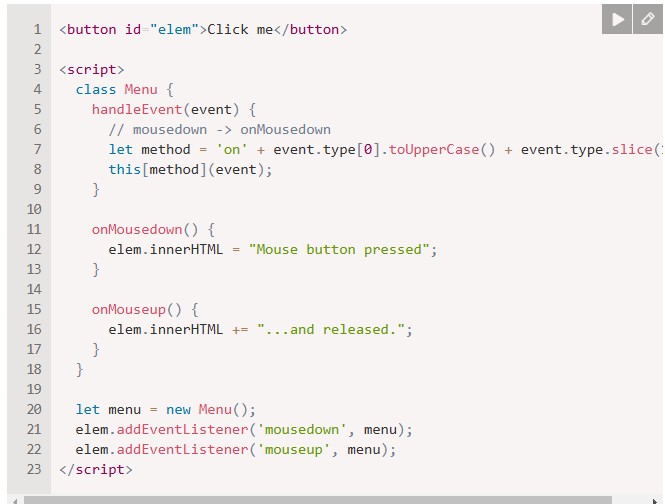 1 <button id="elem">Click me</button>
2
3 <script>
4   class Menu {
5     handleEvent(event) {
6       // mousedown -> onMousedown
7       let method = 'on' + event.type[0].toUpperCase() + event.type.slice(
8       this[method](event);
9     }
10
11     onMousedown() {
12       elem.innerHTML = "Mouse button pressed";
13     }
14
15     onMouseup() {
16       elem.innerHTML += "...and released.";
17     }
18   }
19
20   let menu = new Menu();
21   elem.addEventListener('mousedown', menu);
22   elem.addEventListener('mouseup', menu);
23 </script>